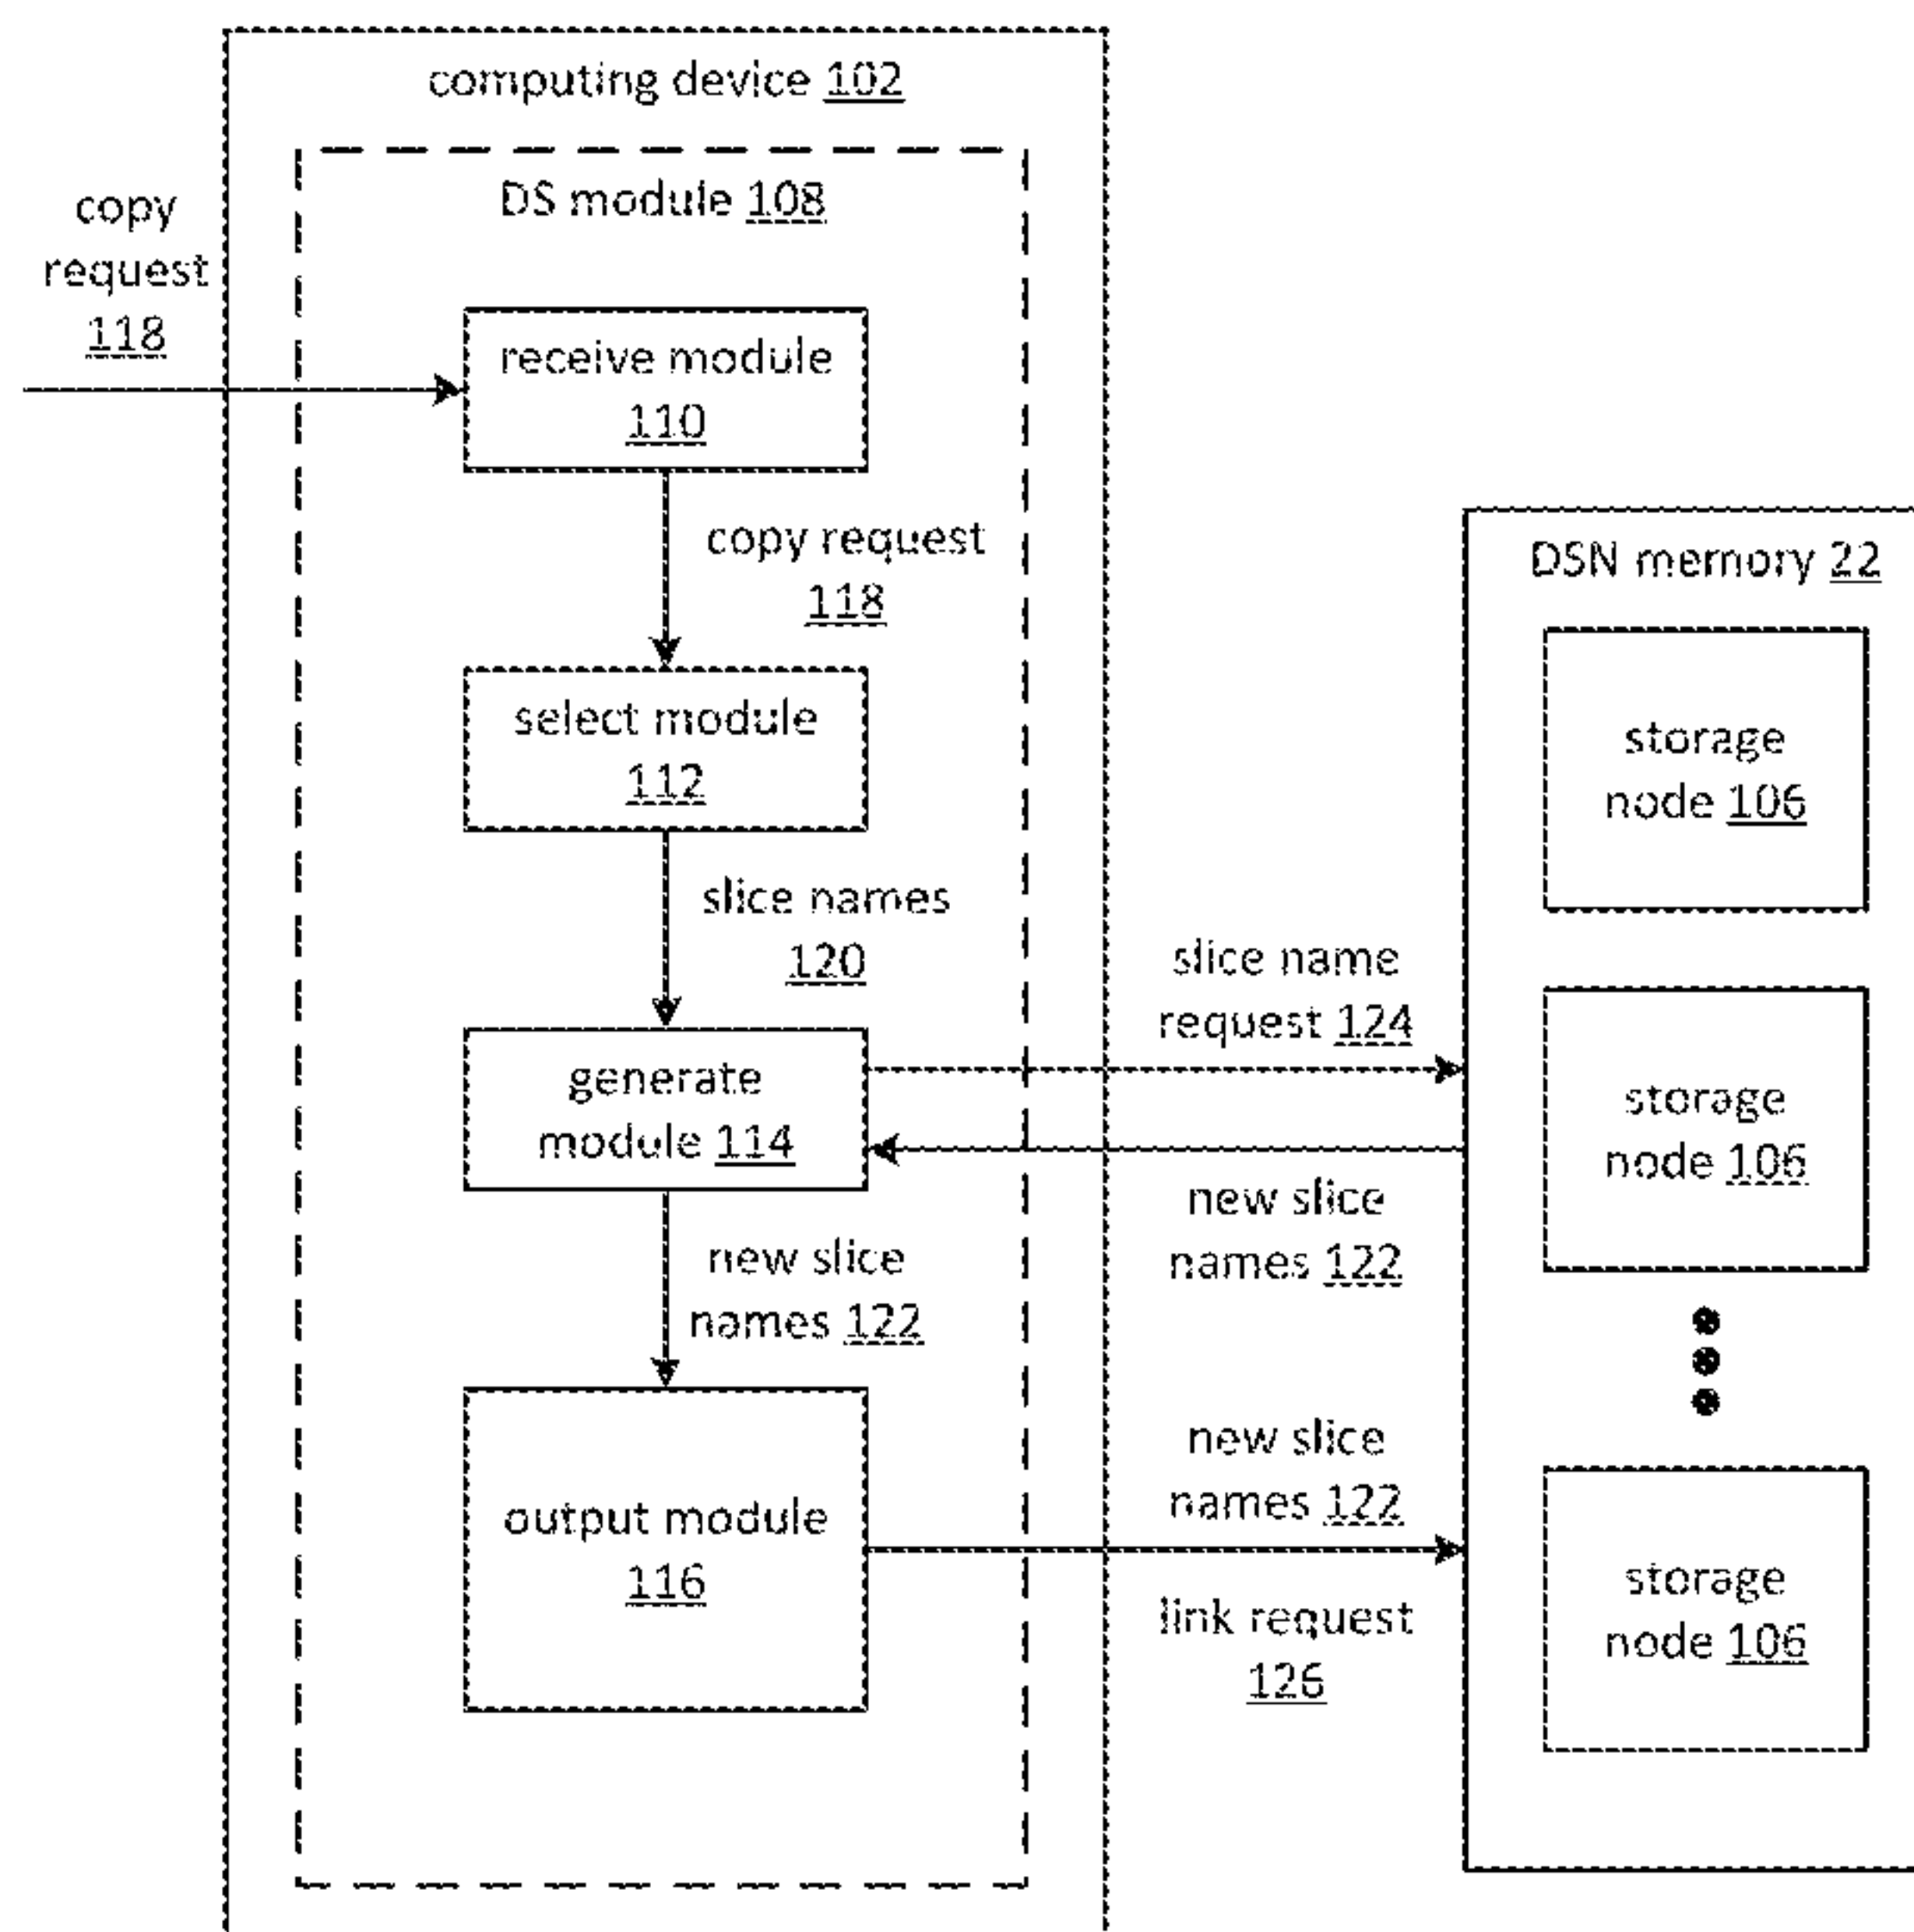 computing device 102
DS module 108
copy
request
118
receive module
110
copy request
118
select module
112
slice names
120
generate
module 114
new slice
names 122
output module
116
slice name
request 124
new slice
names 122
new slice
names 122
link request
126
DSN memory 22
storage
node 106
storage
node 106
storage
node 106